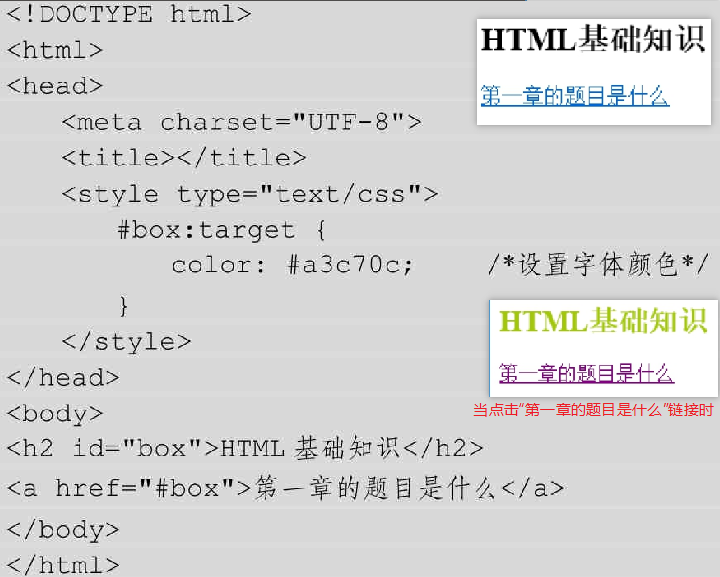 <!DOCTYPE html>
<html>
<head>
<meta charset="UTF-8">
<title></title>
<style type="text/css">
#box:target {
color: #a3c70c; /*设置字体颜色*/
}
</style>
</head>
<body>
<h2 id="box">HTML 基础知识</h2>
<a href="#box">第一章的题目是什么</a>
</body>
</html>
HTML基础知识
第一章的题目是什么
HTML基础知识
第一章的题目是什么
当点击“第一章的题目是什么”链接时